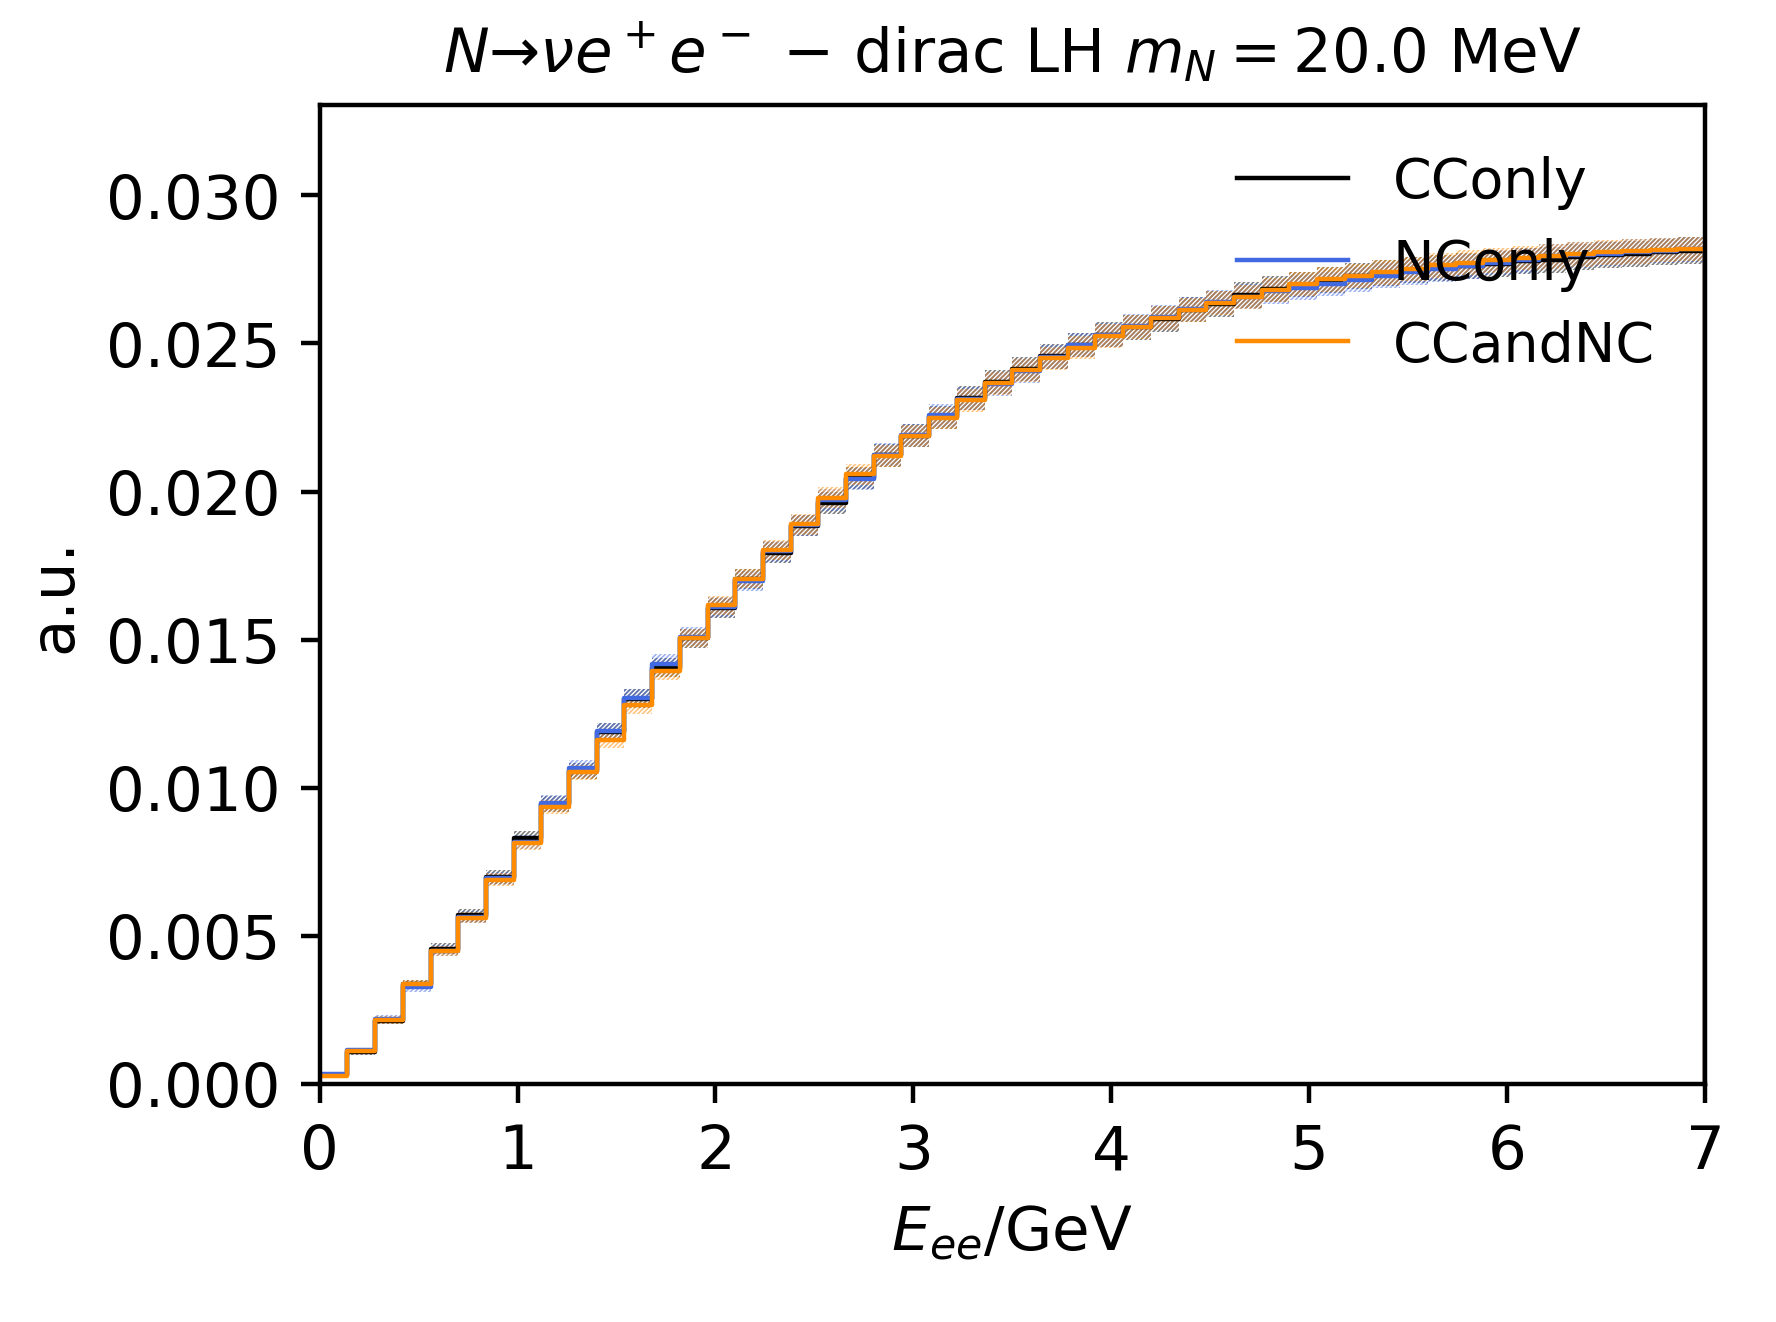 N→νe⁺e⁻ − dirac LH m_N = 20.0 MeV
CConly
NConly
CCandNC
a.u.
0.030
0.025
0.020
0.015
0.010
0.005
0.000
0 1 2 3 4 5 6 7
E_ee/GeV